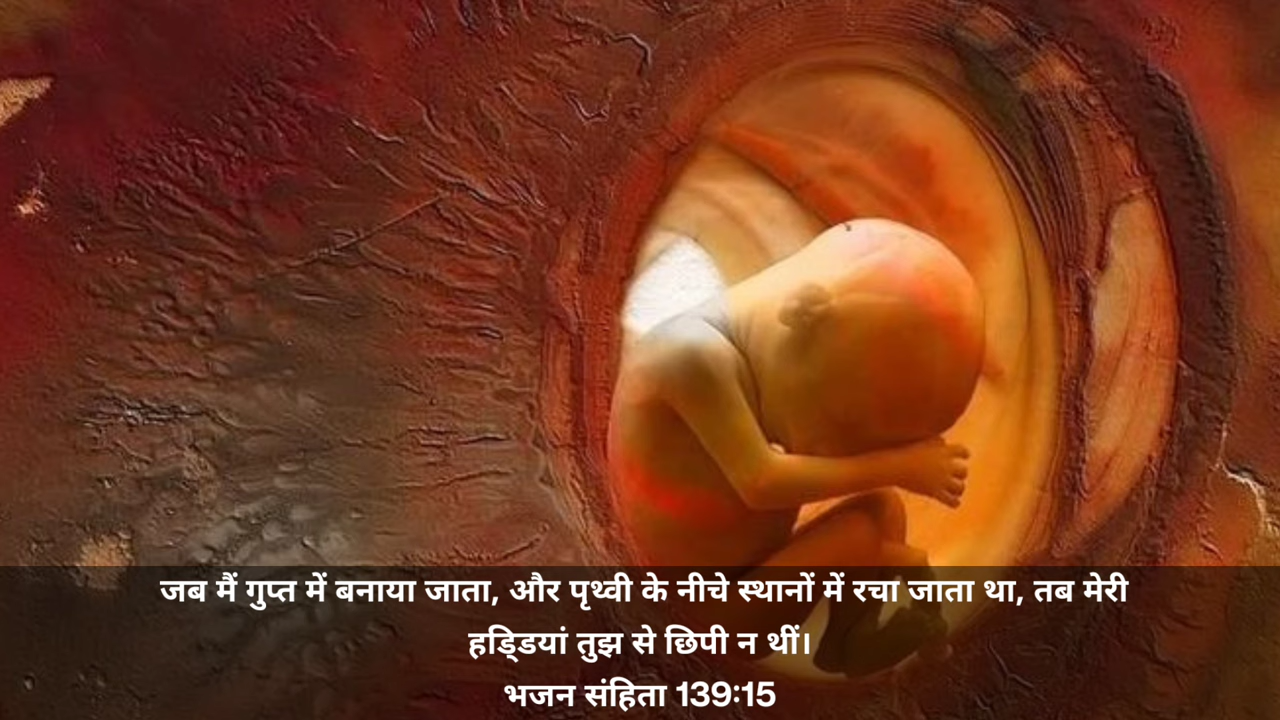 जब मैं गुप्त में बनाया जाता, और पृथ्वी के नीचे स्थानों में रचा जाता था, तब मेरी
हड्डियां तुझ से छिपी न थीं।
भजन संहिता 139:15